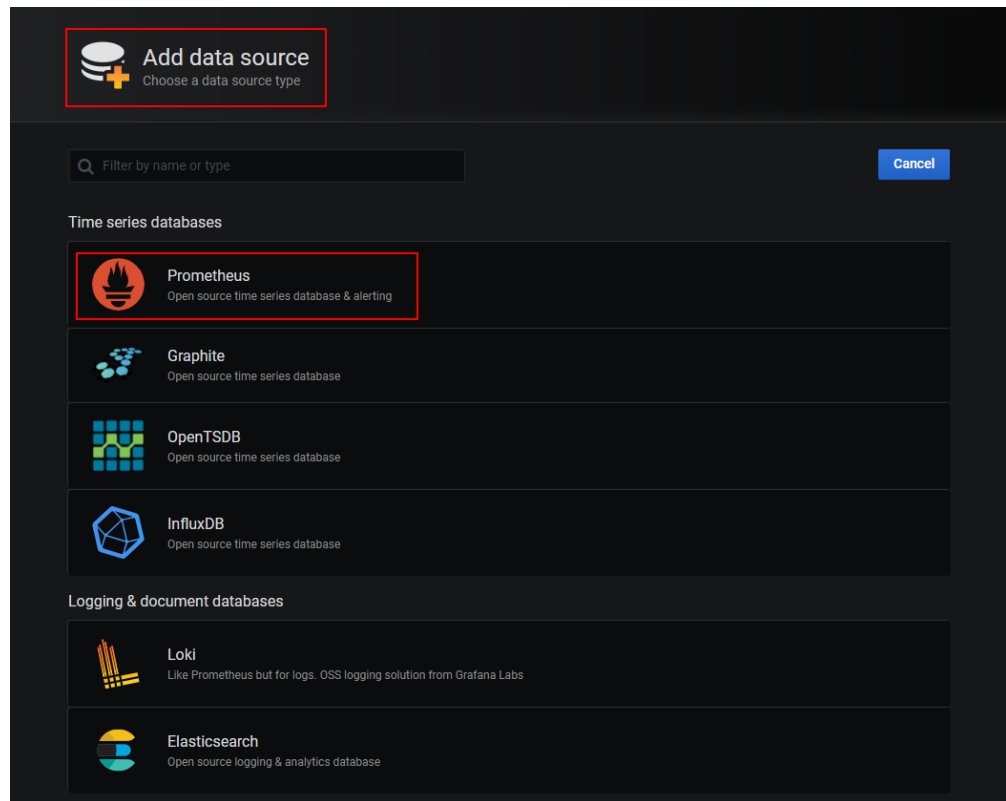 Add data source
Choose a data source type
Filter by name or type
Cancel
Time series databases
Prometheus
Open source time series database & alerting
Graphite
Open source time series database
OpenTSDB
Open source time series database
InfluxDB
Open source time series database
Logging & document databases
Loki
Like Prometheus but for logs. OSS logging solution from Grafana Labs
Elasticsearch
Open source logging & analytics database